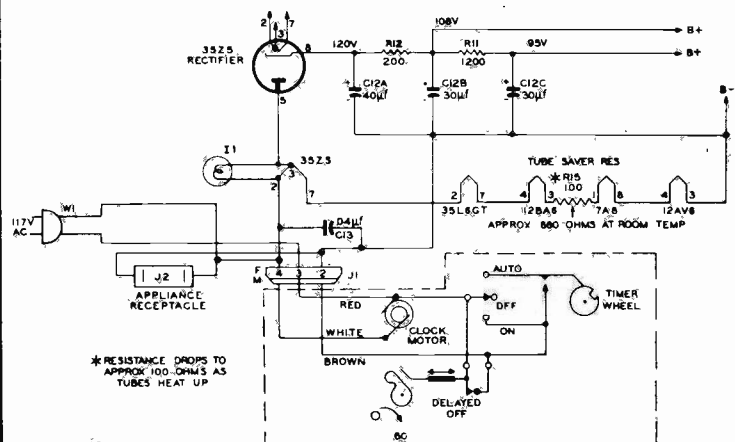 2 3 7
108V
B+
35Z5
RECTIFIER
8
120V
R12
200
R11
1200
95V
B+
+
C12A
40µf
C12B
30µf
+
C12C
30µf
B-
5
I1
35Z5
3
2
7
TUBE SAVER RES
*R15
100
2 7
4 3
1 8
4 3
35L6GT
12BA6
7A8
12AV6
APPROX 680 OHMS AT ROOM TEMP
W1
117V
AC
.04µf
C13
J2
APPLIANCE
RECEPTACLE
F
M
4 3 2
J1
RED
WHITE
BROWN
CLOCK
MOTOR
AUTO
OFF
ON
TIMER
WHEEL
*RESISTANCE DROPS TO
APPROX 100 OHMS AS
TUBES HEAT UP
DELAYED
OFF
60